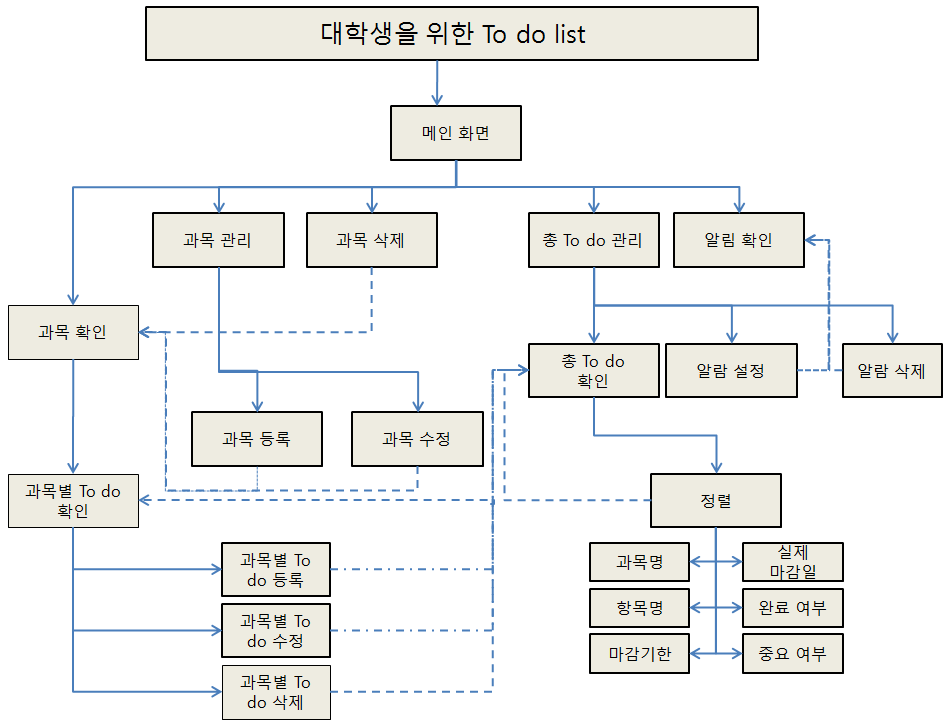 대학생을 위한 To do list
메인 화면
과목 관리
과목 삭제
총 To do 관리
알림 확인
과목 확인
총 To do
확인
알람 설정
알람 삭제
과목 등록
과목 수정
과목별 To do
확인
정렬
과목별 To
do 등록
과목명
실제
마감일
과목별 To
do 수정
항목명
완료 여부
과목별 To
do 삭제
마감기한
중요 여부